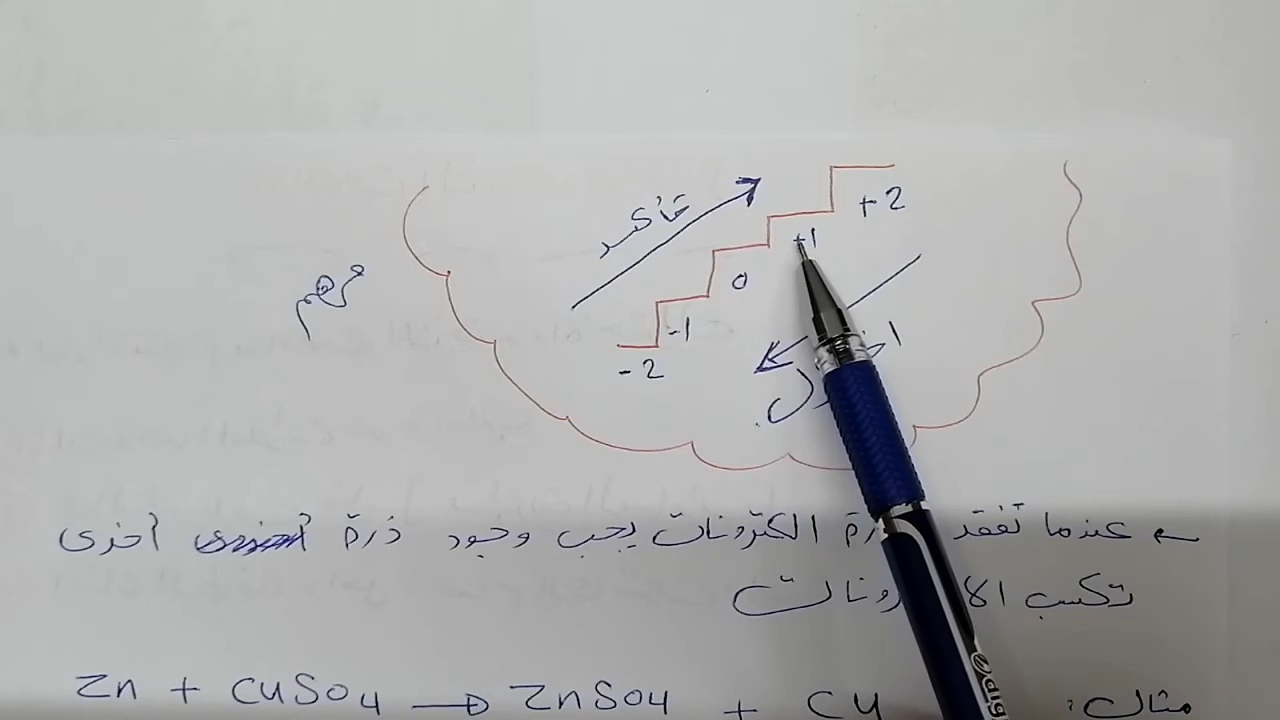 +2
تأكسد
+1
0
مهم
-1
-2
← عندما تفقد الكترونات يجب وجود ذرة أخرى
تكسب
مثال: Zn + CuSO4 → ZnSO4 + Cu
dig